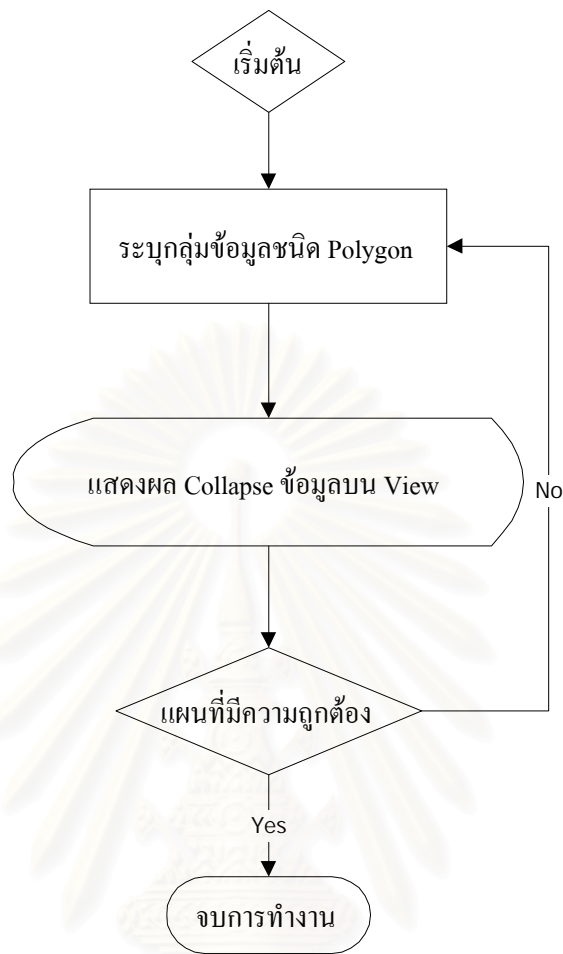 เริ่มต้น
ระบุกลุ่มข้อมูลชนิด Polygon
แสดงผล Collapse ข้อมูลบน View
No
แผนที่มีความถูกต้อง
Yes
จบการทำงาน